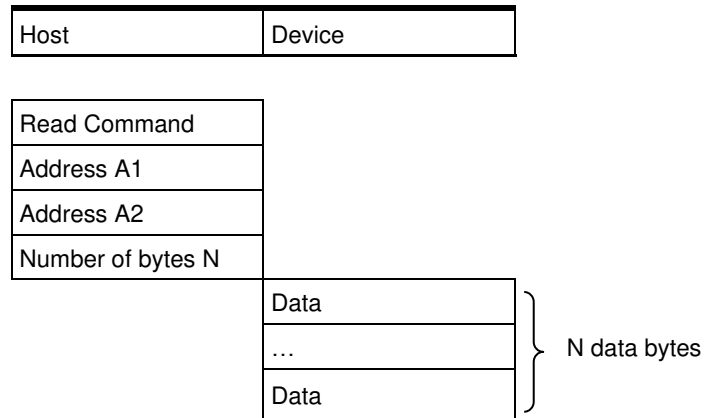 Host Device
Read Command
Address A1
Address A2
Number of bytes N
Data
… N data bytes
Data